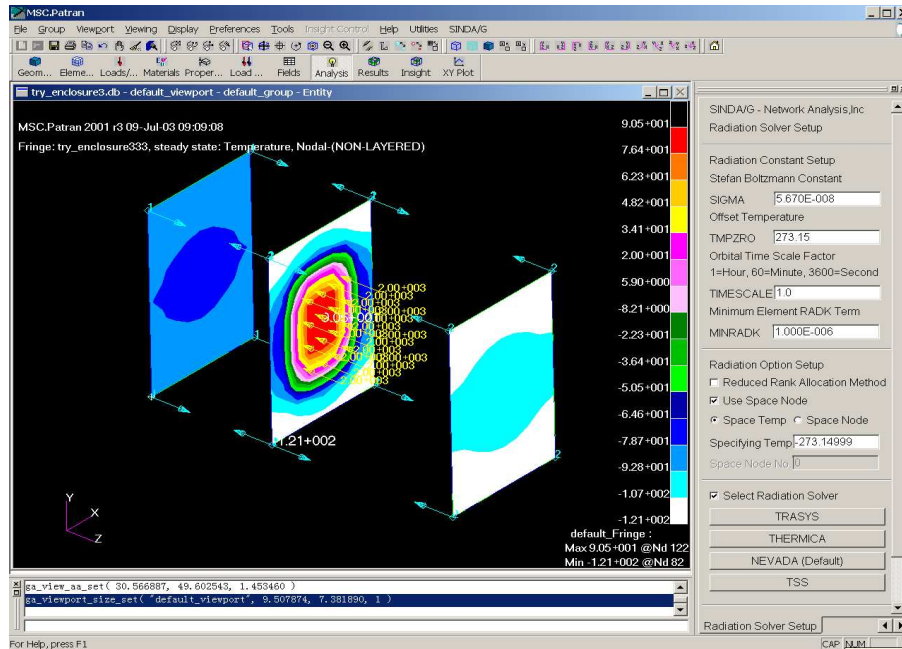 MSC.Patran
File Group Viewport Viewing Display Preferences Tools Insight Control Help Utilities SINDA/G
Geom... Eleme... Loads/... Materials Proper... Load ... Fields Analysis Results Insight XY Plot
try_enclosure3.db - default_viewport - default_group - Entity
MSC.Patran 2001 r3 09-Jul-03 09:09:08
Fringe: try_enclosure333, steady state: Temperature, Nodal-(NON-LAYERED)
9.05+001
7.64+001
6.23+001
4.82+001
3.41+001
2.00+001
5.90+000
-8.21+000
-2.23+001
-3.64+001
-5.05+001
-6.46+001
-7.87+001
-9.28+001
-1.07+002
-1.21+002
2.00+003
9.05+001
-1.21+002
Y
X
Z
default_Fringe :
Max 9.05+001 @Nd 122
Min -1.21+002 @Nd 82
SINDA/G - Network Analysis,Inc
Radiation Solver Setup
Radiation Constant Setup
Stefan Boltzmann Constant
SIGMA 5.670E-008
Offset Temperature
TMPZRO 273.15
Orbital Time Scale Factor
1=Hour, 60=Minute, 3600=Second
TIMESCALE 1.0
Minimum Element RADK Term
MINRADK 1.000E-006
Radiation Option Setup
Reduced Rank Allocation Method
Use Space Node
Space Temp Space Node
Specifying Temp -273.14999
Space Node No. 0
Select Radiation Solver
TRASYS
THERMICA
NEVADA (Default)
TSS
Radiation Solver Setup
ga_view_aa_set( 30.566887, 49.602543, 1.453460 )
ga_viewport_size_set( "default_viewport", 9.507874, 7.381890, 1 )
For Help, press F1
CAP NUM